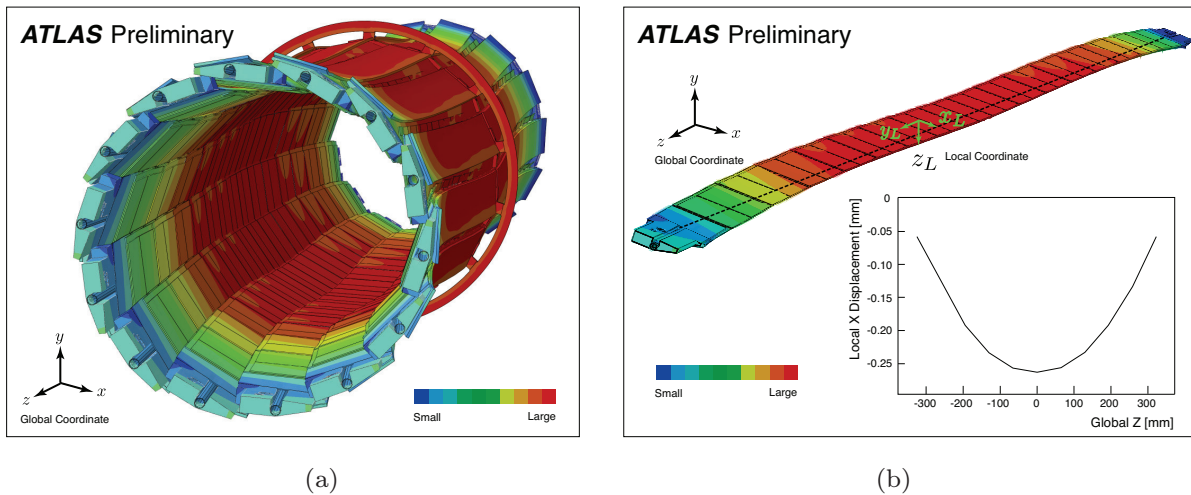 ATLAS Preliminary
y
x
z
Global Coordinate
Small
Large
(a)
ATLAS Preliminary
y
x
z
Global Coordinate
y_L
x_L
z_L
Local Coordinate
Small
Large
Local X Displacement [mm]
0
-0.05
-0.10
-0.15
-0.20
-0.25
-300 -200 -100 0 100 200 300
Global Z [mm]
(b)